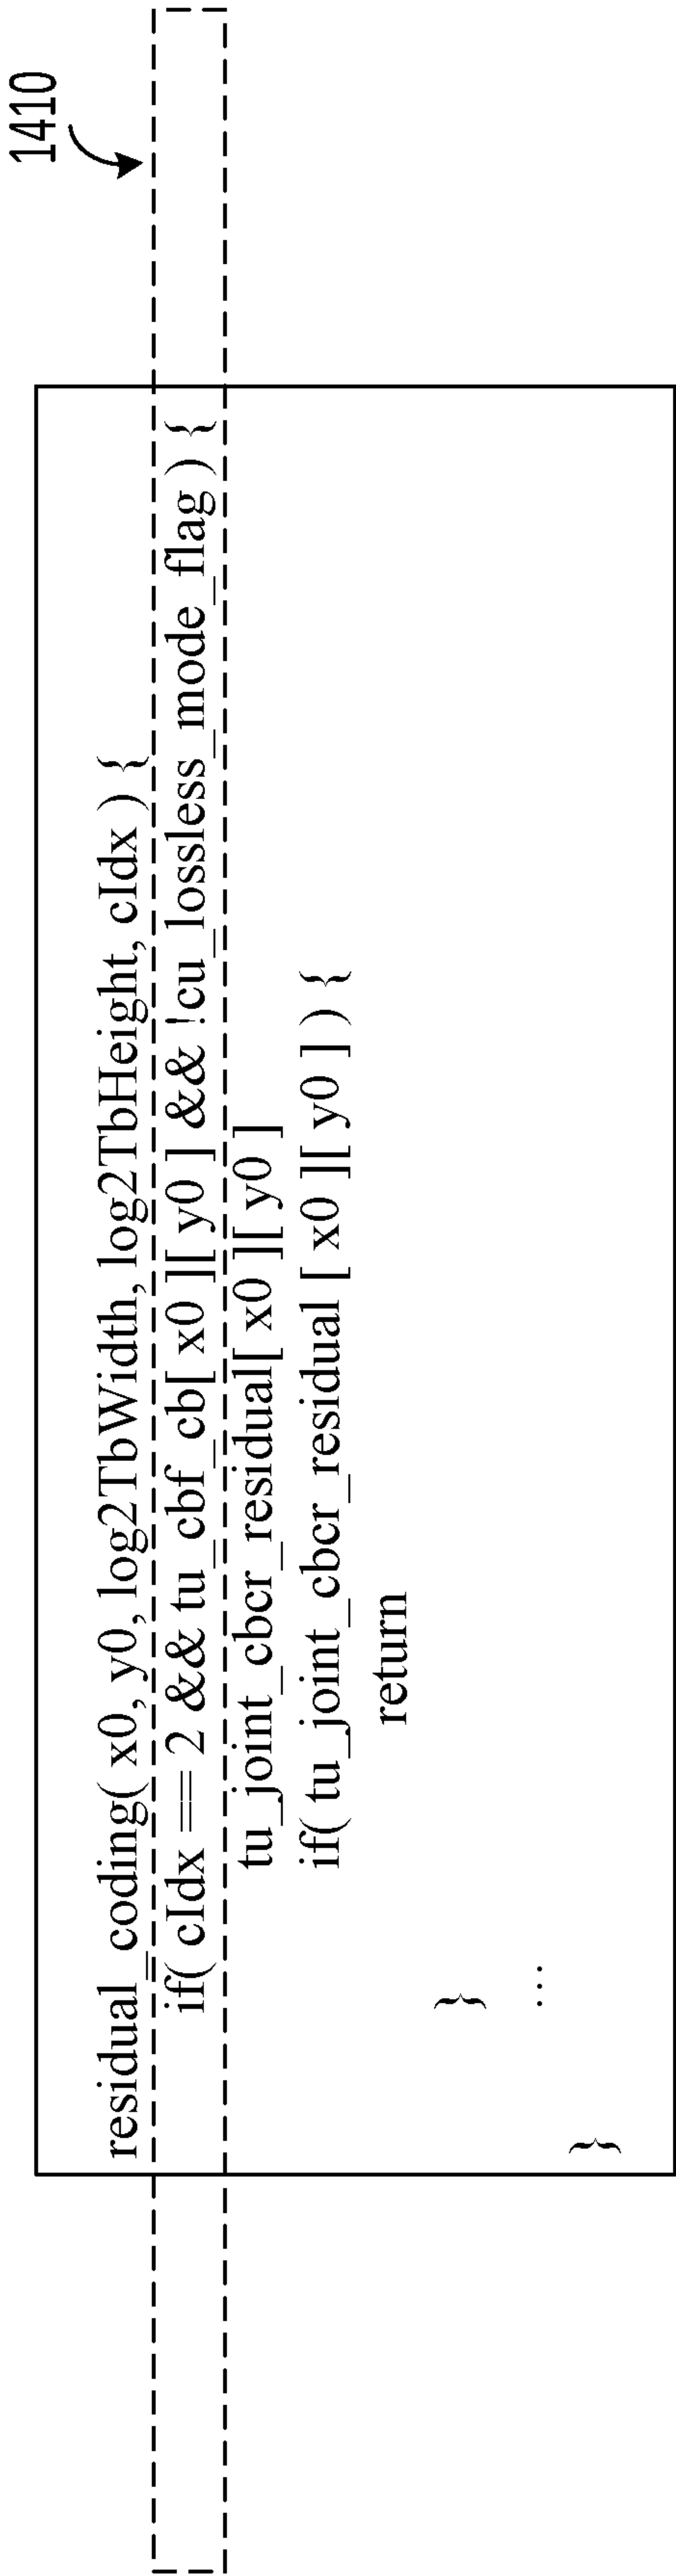 1410
residual_coding( x0, y0, log2TbWidth, log2TbHeight, cIdx ) {
if( cIdx == 2 && tu_cbf_cb[ x0 ][ y0 ] && !cu_lossless_mode_flag ) {
tu_joint_cbcr_residual[ x0 ][ y0 ]
if( tu_joint_cbcr_residual [ x0 ][ y0 ] ) {
return
}
…
}